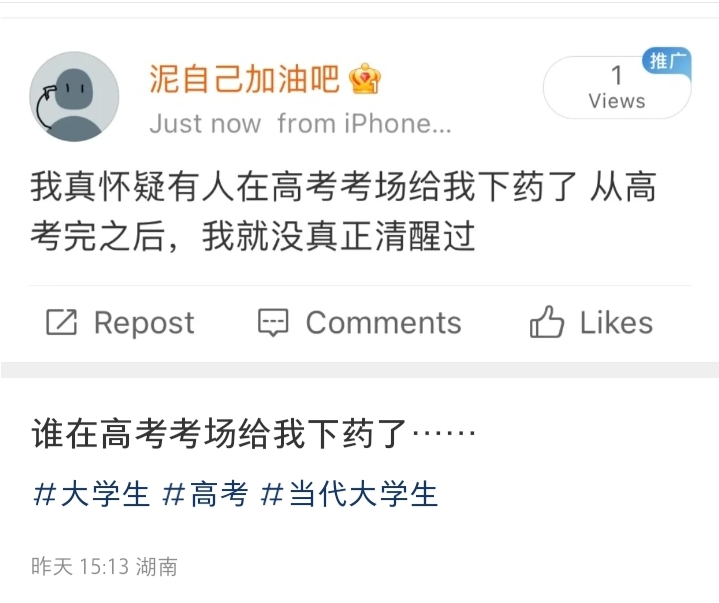 泥自己加油吧
推广
1
Views
Just now from iPhone...
我真怀疑有人在高考考场给我下药了 从高
考完之后，我就没真正清醒过
Repost
Comments
Likes
谁在高考考场给我下药了……
#大学生 #高考 #当代大学生
昨天 15:13 湖南